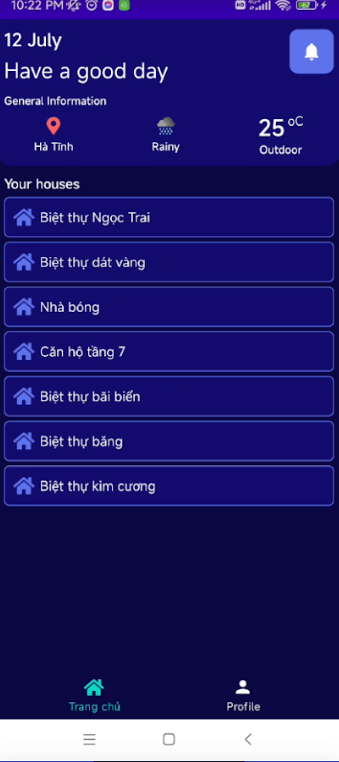 10:22 PM
12 July
Have a good day
General Information
Hà Tĩnh
Rainy
25 °C
Outdoor
Your houses
Biệt thự Ngọc Trai
Biệt thự dát vàng
Nhà bóng
Căn hộ tầng 7
Biệt thự bãi biển
Biệt thự băng
Biệt thự kim cương
Trang chủ
Profile